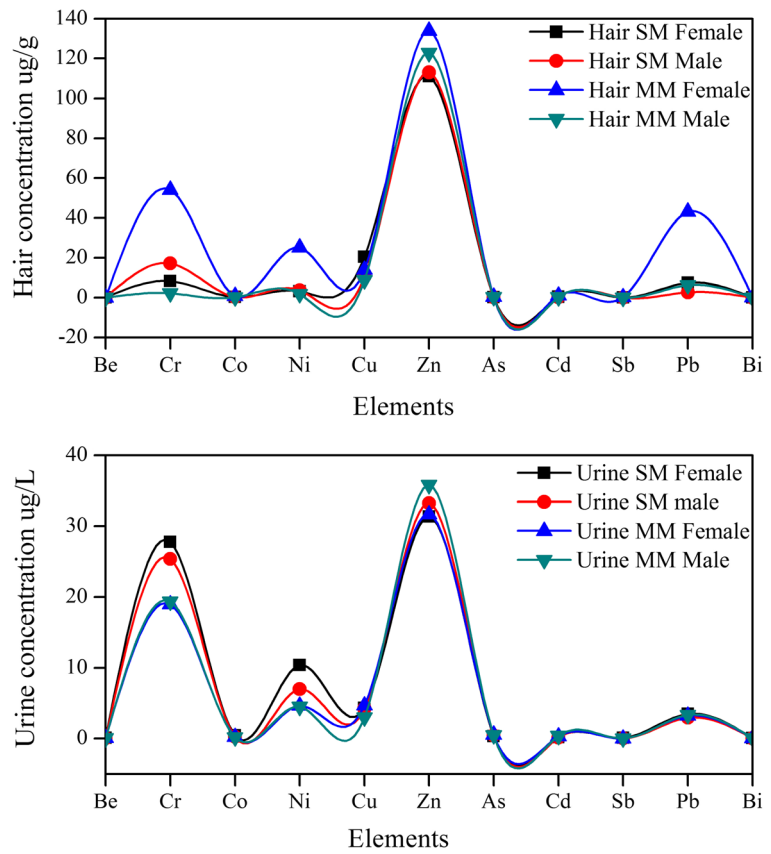 Hair concentration ug/g
140
120
100
80
60
40
20
0
-20
Hair SM Female
Hair SM Male
Hair MM Female
Hair MM Male
Be Cr Co Ni Cu Zn As Cd Sb Pb Bi
Elements
Urine concentration ug/L
40
30
20
10
0
Urine SM Female
Urine SM male
Urine MM Female
Urine MM Male
Be Cr Co Ni Cu Zn As Cd Sb Pb Bi
Elements